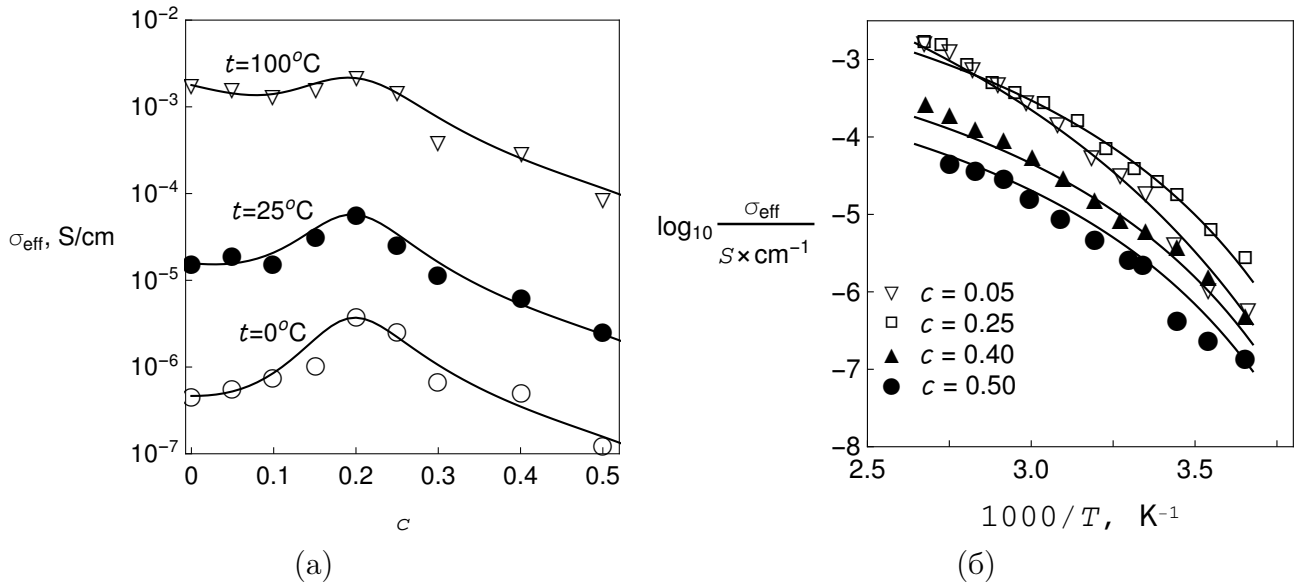 10⁻²
10⁻³
10⁻⁴
10⁻⁵
10⁻⁶
10⁻⁷
σeff, S/cm
t=100°C
t=25°C
t=0°C
0 0.1 0.2 0.3 0.4 0.5
c
(а)
−3
−4
−5
−6
−7
−8
log₁₀ σeff / S×cm⁻¹
c = 0.05
c = 0.25
c = 0.40
c = 0.50
2.5 3.0 3.5
1000/T, K⁻¹
(б)